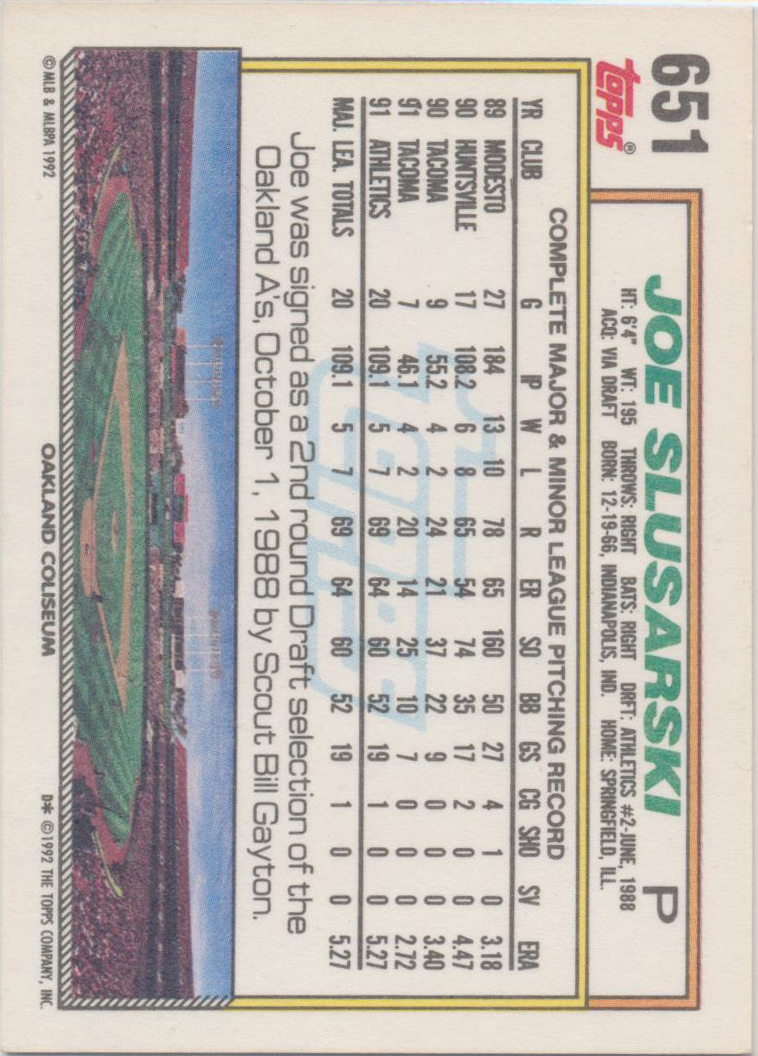 651
Topps®
JOE SLUSARSKI P
HT: 6'4" WT: 195 THROWS: RIGHT BATS: RIGHT DRFT: ATHLETICS #2-JUNE, 1988
ACQ: VIA DRAFT BORN: 12-19-66, INDIANAPOLIS, IND. HOME: SPRINGFIELD, ILL.
COMPLETE MAJOR & MINOR LEAGUE PITCHING RECORD
YR CLUB G IP W L R ER SO BB GS CG SHO SV ERA
89 MODESTO 27 184 13 10 78 65 160 50 27 4 1 0 3.18
90 HUNTSVILLE 17 108.2 6 8 65 54 74 35 17 2 0 0 4.47
90 TACOMA 9 55.2 4 2 24 21 37 22 9 0 0 0 3.40
91 TACOMA 7 46.1 4 2 20 14 25 10 7 0 0 0 2.72
91 ATHLETICS 20 109.1 5 7 69 64 60 52 19 1 0 0 5.27
MAJ. LEA. TOTALS 20 109.1 5 7 69 64 60 52 19 1 0 0 5.27
Joe was signed as a 2nd round Draft selection of the
Oakland A's, October 1, 1988 by Scout Bill Gayton.
© MLB & MLBPA 1992 OAKLAND COLISEUM D* ©1992 THE TOPPS COMPANY, INC.